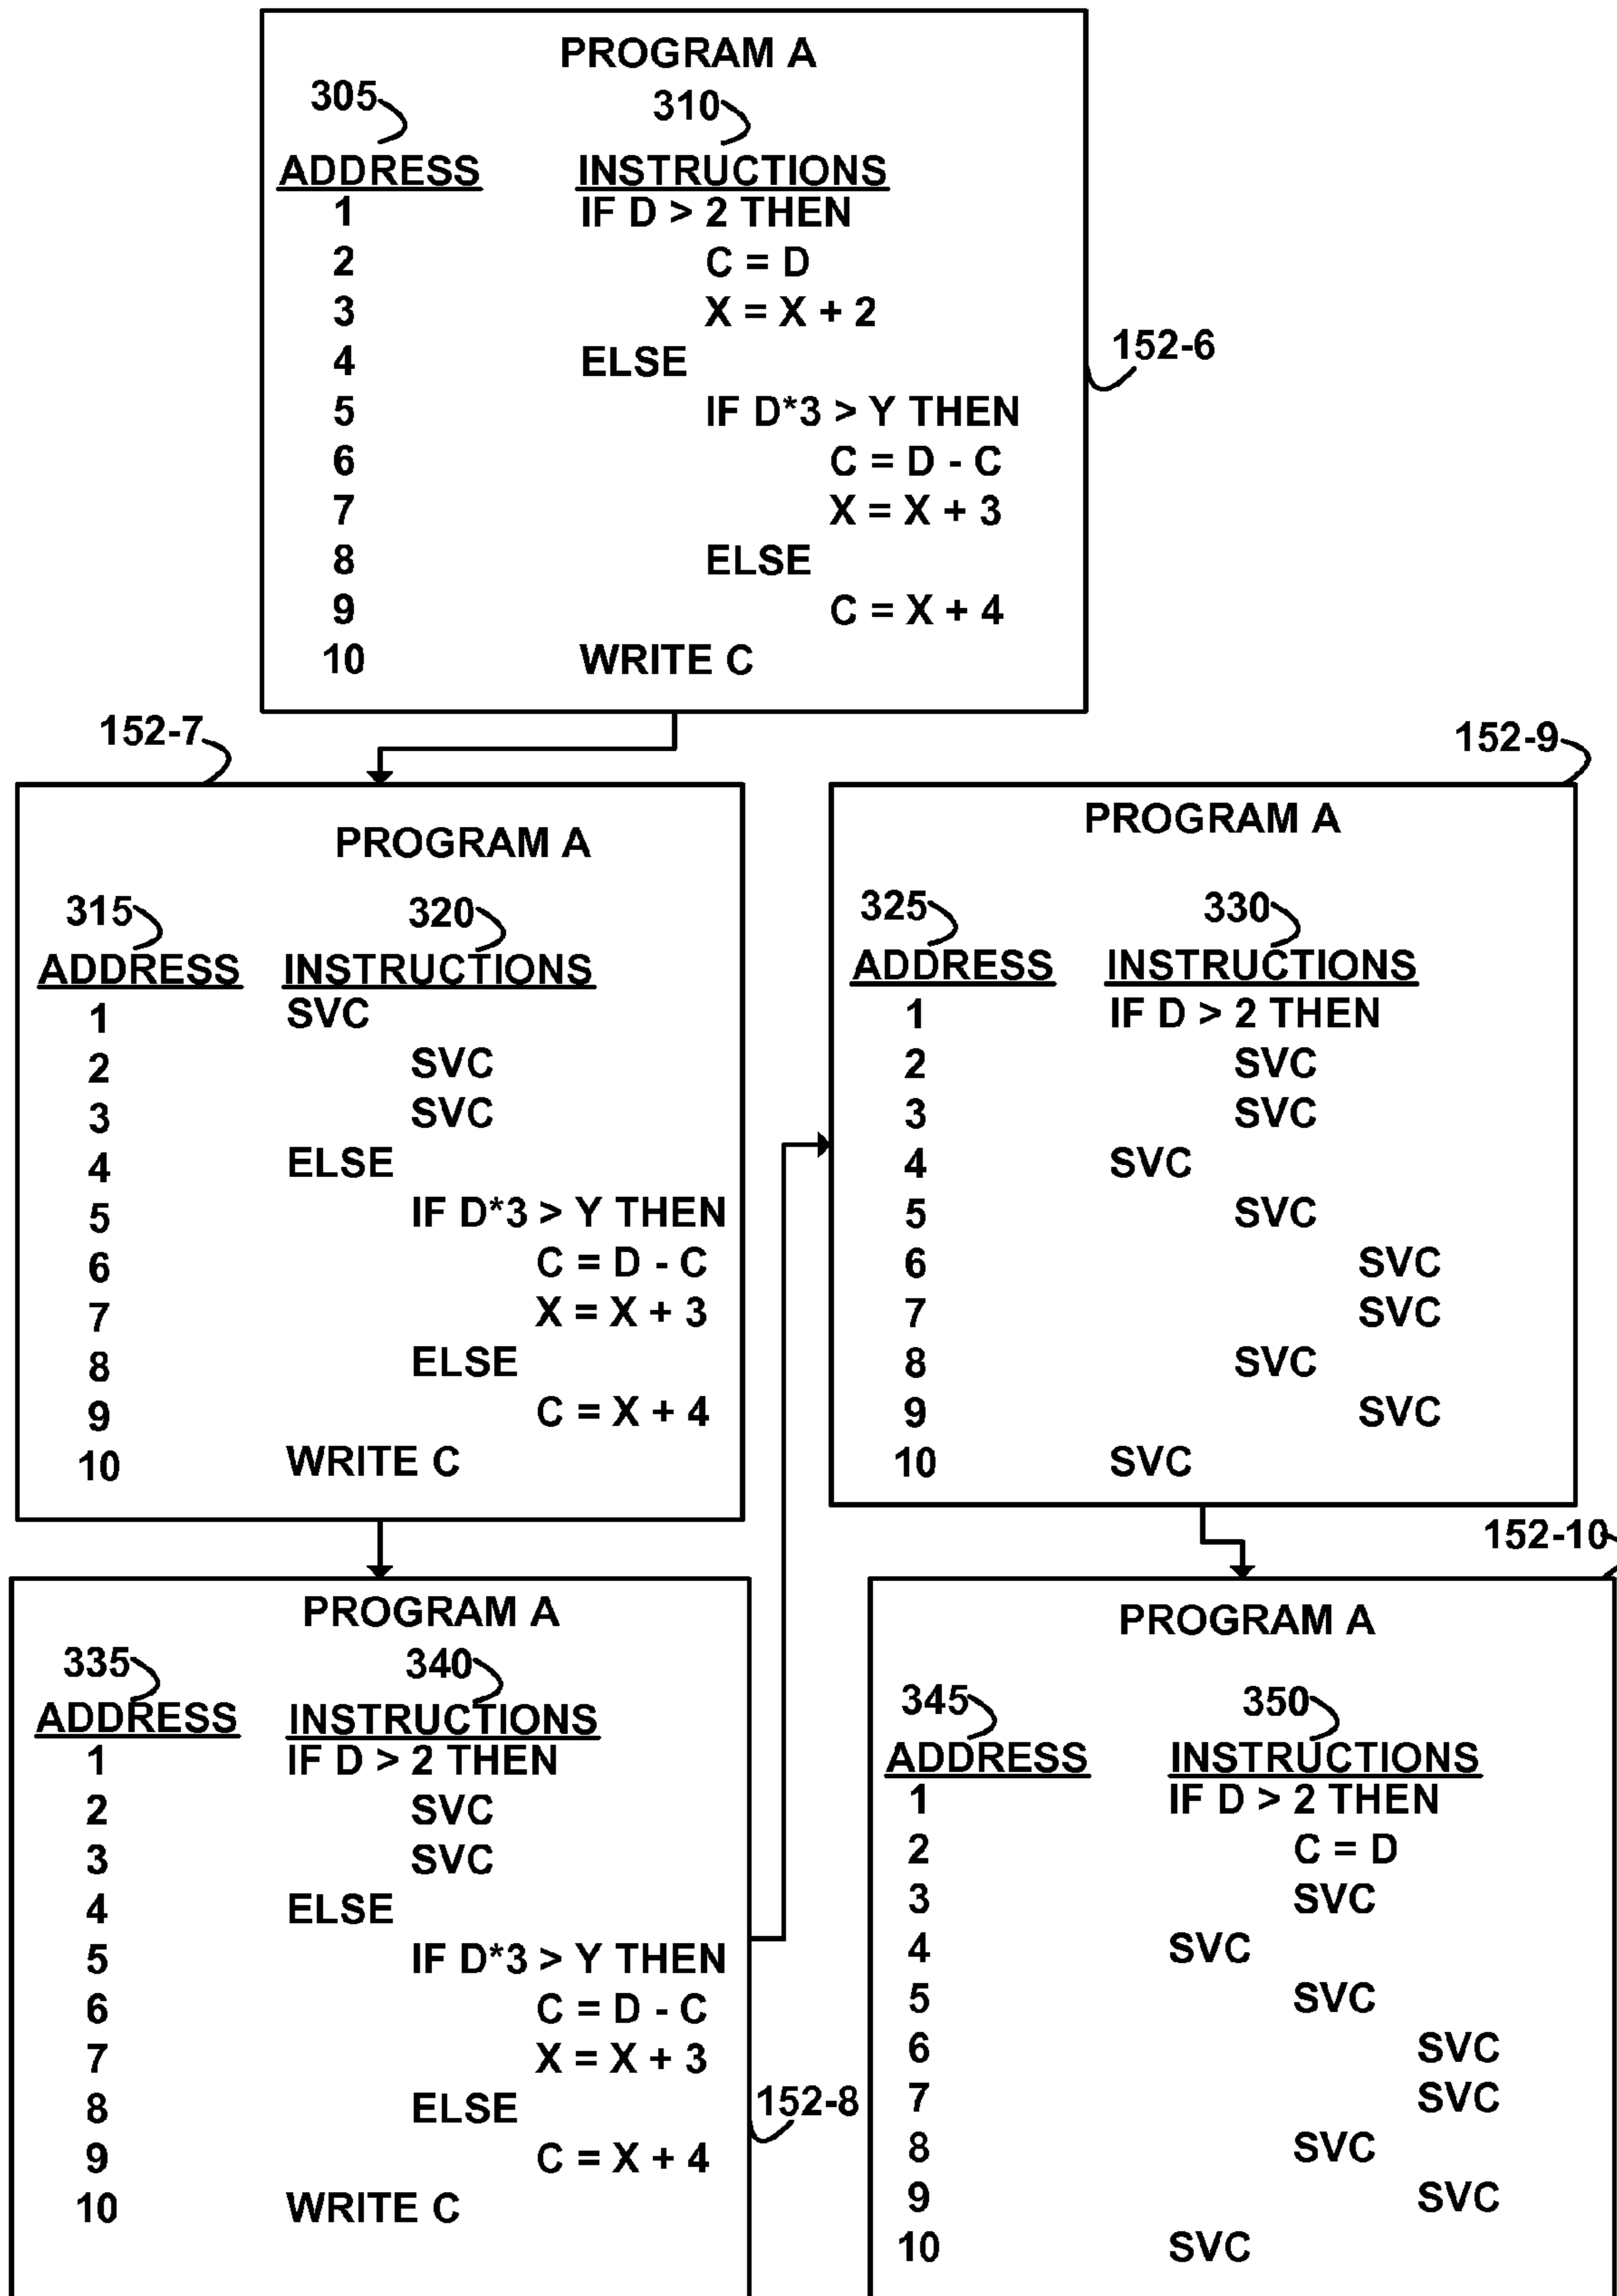 PROGRAM A
305 310
ADDRESS INSTRUCTIONS
1 IF D > 2 THEN
2 C = D
3 X = X + 2
4 ELSE
5 IF D*3 > Y THEN
6 C = D - C
7 X = X + 3
8 ELSE
9 C = X + 4
10 WRITE C
152-6
152-7
PROGRAM A
315 320
ADDRESS INSTRUCTIONS
1 SVC
2 SVC
3 SVC
4 ELSE
5 IF D*3 > Y THEN
6 C = D - C
7 X = X + 3
8 ELSE
9 C = X + 4
10 WRITE C
152-9
PROGRAM A
325 330
ADDRESS INSTRUCTIONS
1 IF D > 2 THEN
2 SVC
3 SVC
4 SVC
5 SVC
6 SVC
7 SVC
8 SVC
9 SVC
10 SVC
PROGRAM A
335 340
ADDRESS INSTRUCTIONS
1 IF D > 2 THEN
2 SVC
3 SVC
4 ELSE
5 IF D*3 > Y THEN
6 C = D - C
7 X = X + 3
8 ELSE
9 C = X + 4
10 WRITE C
152-8
152-10
PROGRAM A
345 350
ADDRESS INSTRUCTIONS
1 IF D > 2 THEN
2 C = D
3 SVC
4 SVC
5 SVC
6 SVC
7 SVC
8 SVC
9 SVC
10 SVC